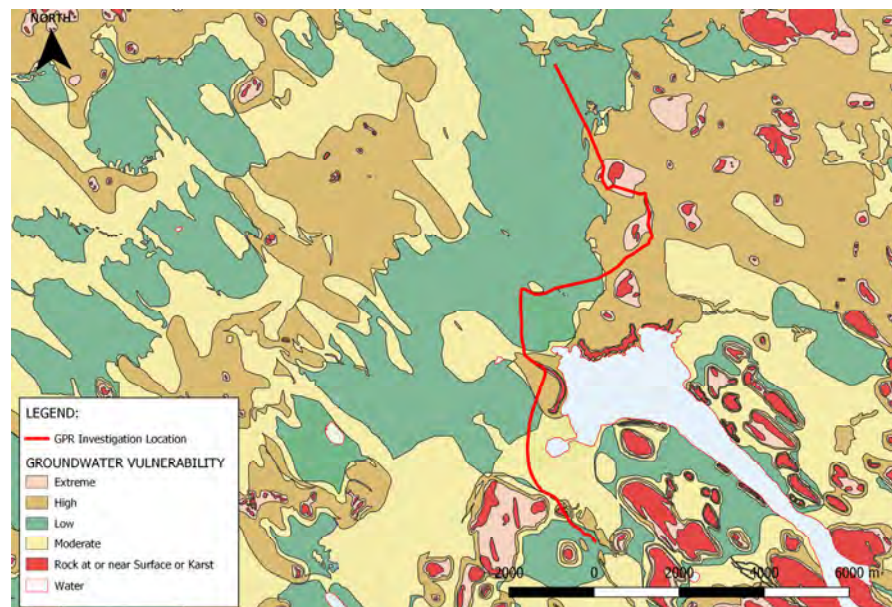 NORTH
LEGEND:
GPR Investigation Location
GROUNDWATER VULNERABILITY
Extreme
High
Low
Moderate
Rock at or near Surface or Karst
Water
-2000 0 2000 4000 6000 m